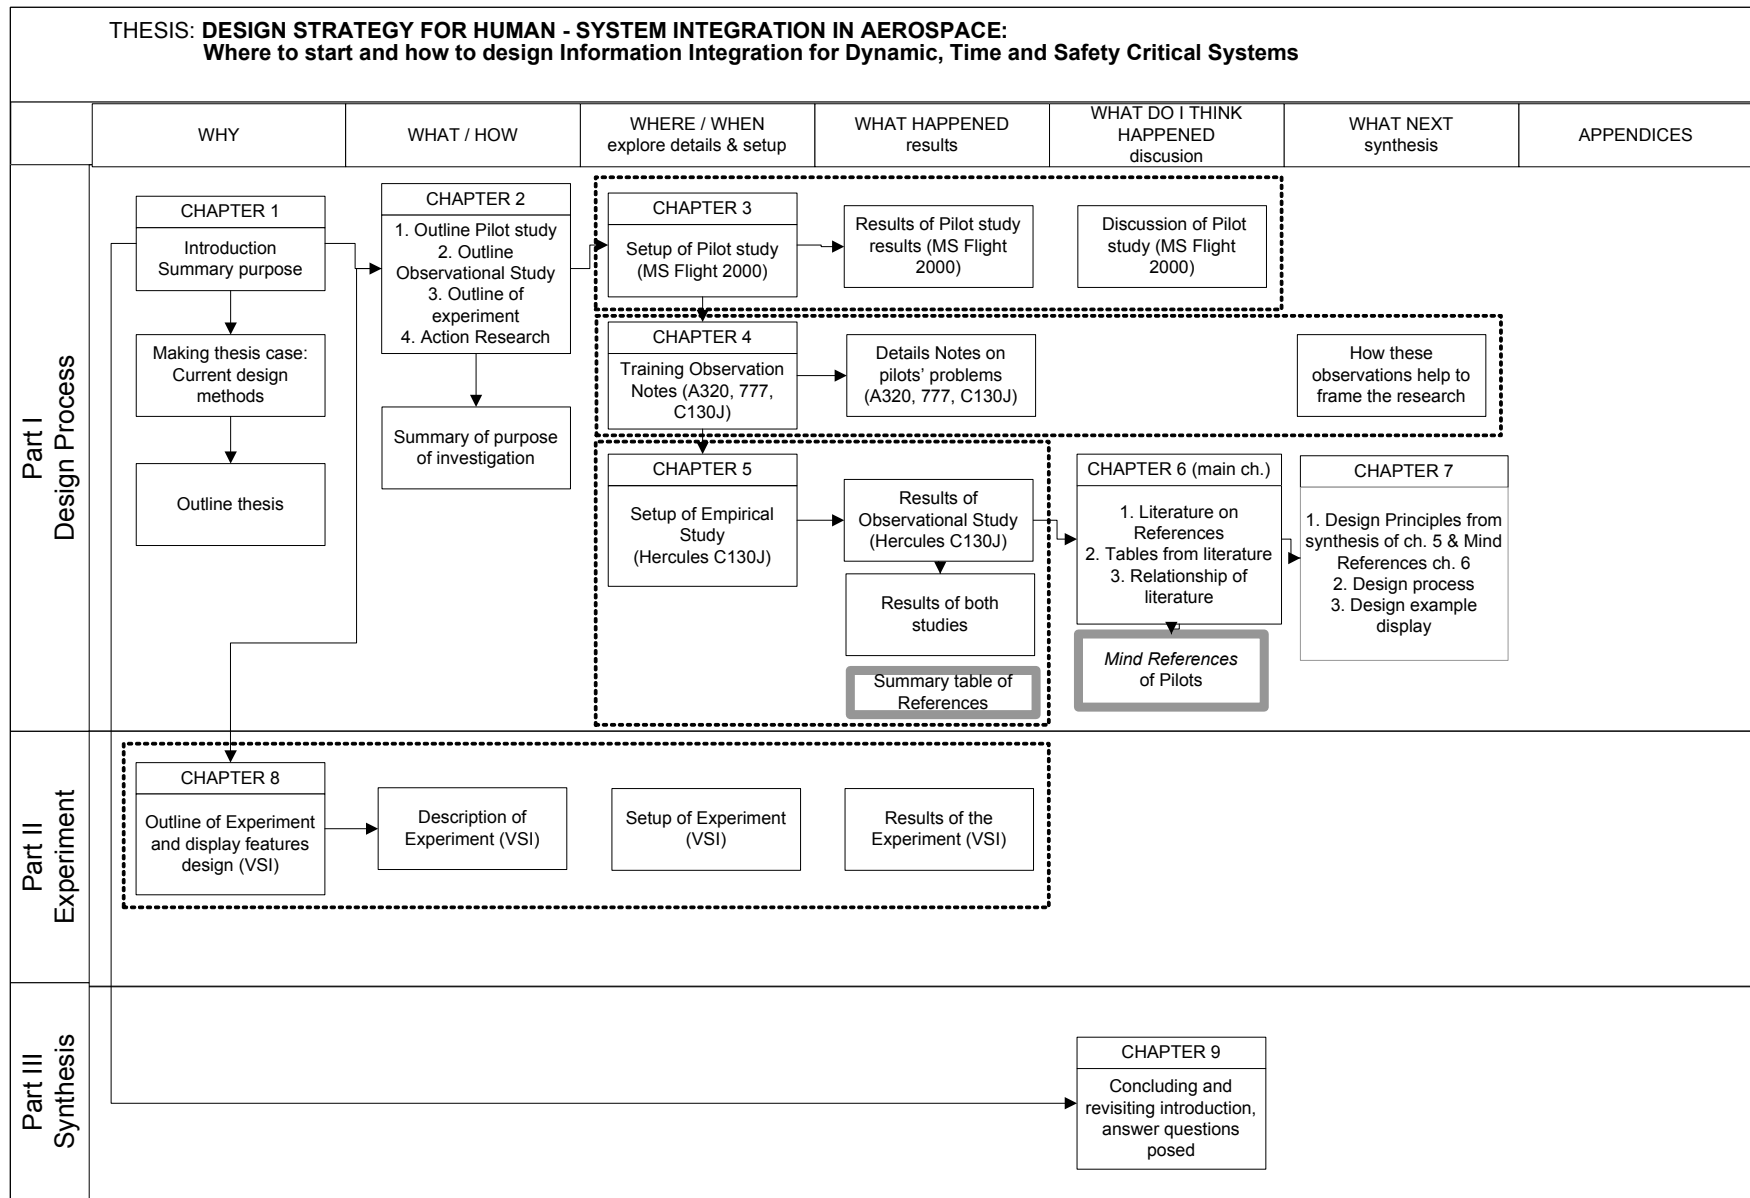 THESIS: DESIGN STRATEGY FOR HUMAN - SYSTEM INTEGRATION IN AEROSPACE:
Where to start and how to design Information Integration for Dynamic, Time and Safety Critical Systems
WHY
WHAT / HOW
WHERE / WHEN
explore details & setup
WHAT HAPPENED
results
WHAT DO I THINK
HAPPENED
discusion
WHAT NEXT
synthesis
APPENDICES
Part I
Design Process
CHAPTER 1
Introduction
Summary purpose
Making thesis case:
Current design
methods
Outline thesis
CHAPTER 2
1. Outline Pilot study
2. Outline
Observational Study
3. Outline of
experiment
4. Action Research
Summary of purpose
of investigation
CHAPTER 3
Setup of Pilot study
(MS Flight 2000)
Results of Pilot study
results (MS Flight
2000)
Discussion of Pilot
study (MS Flight
2000)
CHAPTER 4
Training Observation
Notes (A320, 777,
C130J)
Details Notes on
pilots' problems
(A320, 777, C130J)
How these
observations help to
frame the research
CHAPTER 5
Setup of Empirical
Study
(Hercules C130J)
Results of
Observational Study
(Hercules C130J)
Results of both
studies
Summary table of
References
CHAPTER 6 (main ch.)
1. Literature on
References
2. Tables from literature
3. Relationship of
literature
Mind References
of Pilots
CHAPTER 7
1. Design Principles from
synthesis of ch. 5 & Mind
References ch. 6
2. Design process
3. Design example
display
Part II
Experiment
CHAPTER 8
Outline of Experiment
and display features
design (VSI)
Description of
Experiment (VSI)
Setup of Experiment
(VSI)
Results of the
Experiment (VSI)
Part III
Synthesis
CHAPTER 9
Concluding and
revisiting introduction,
answer questions
posed